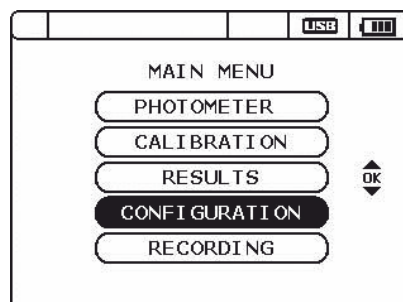 USB
MAIN MENU
PHOTOMETER
CALIBRATION
RESULTS
OK
CONFIGURATION
RECORDING